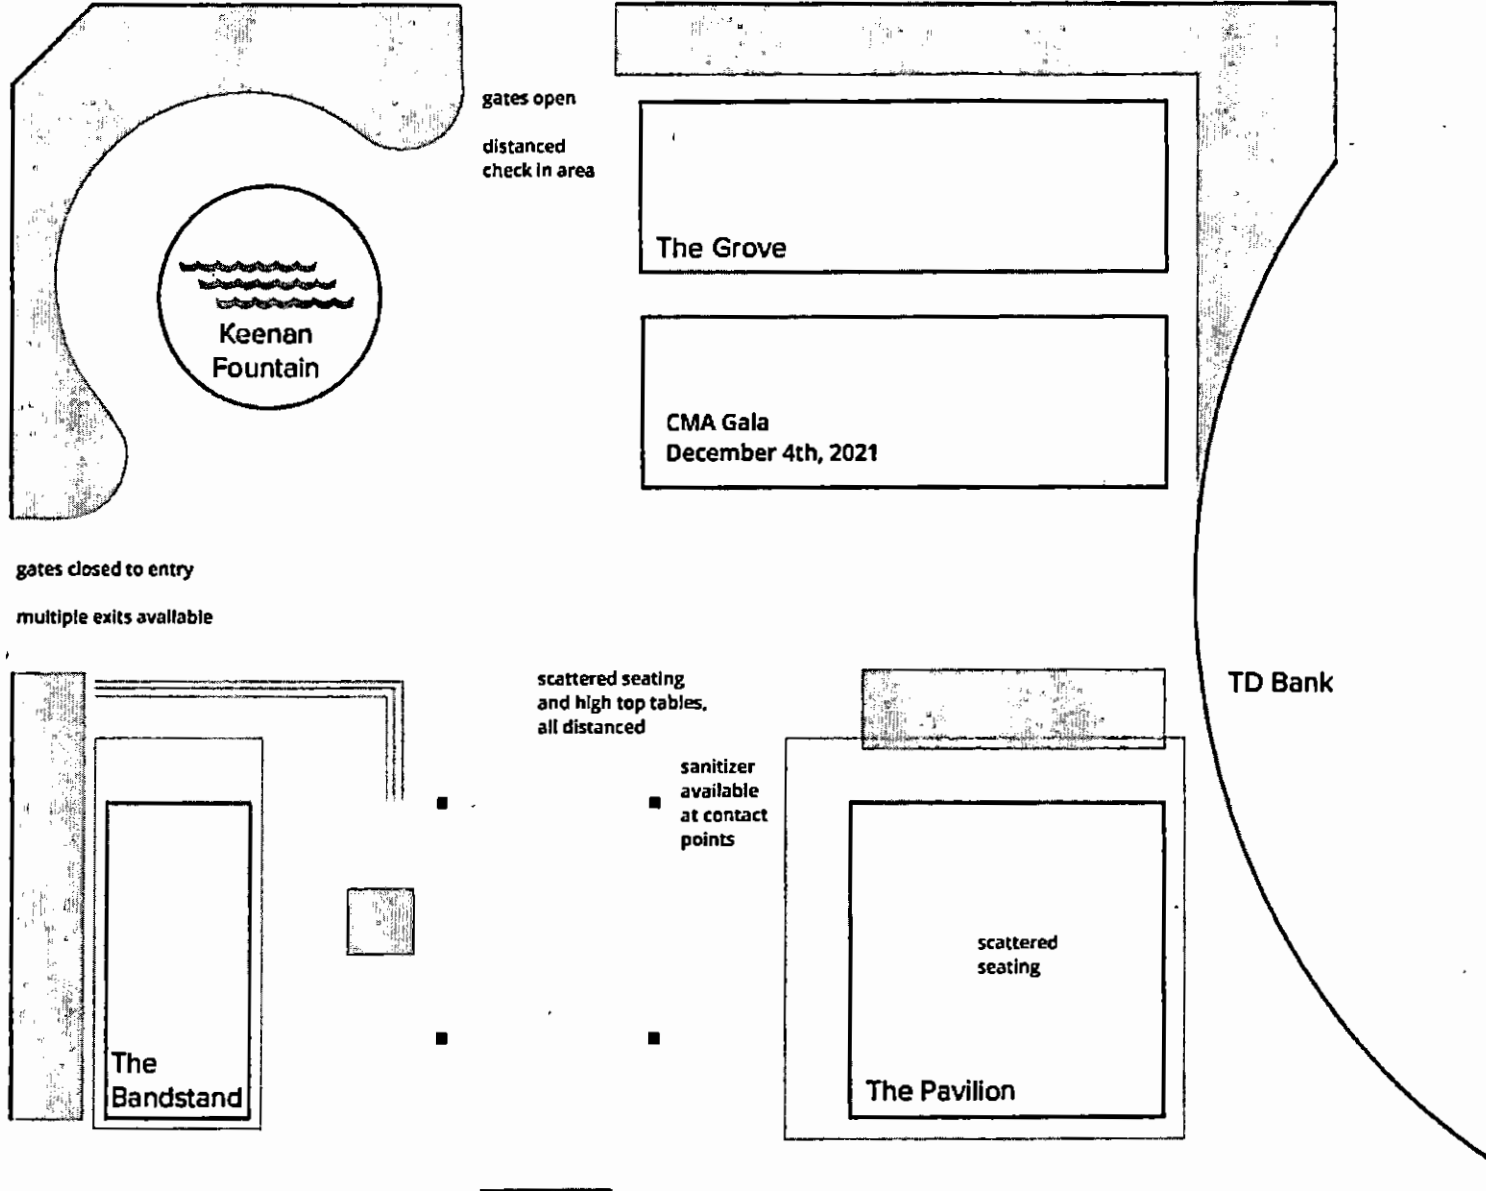 gates open
distanced
check in area
The Grove
Keenan
Fountain
CMA Gala
December 4th, 2021
gates closed to entry
multiple exits available
scattered seating
and high top tables,
all distanced
TD Bank
sanitizer
available
at contact
points
scattered
seating
The
Bandstand
The Pavilion